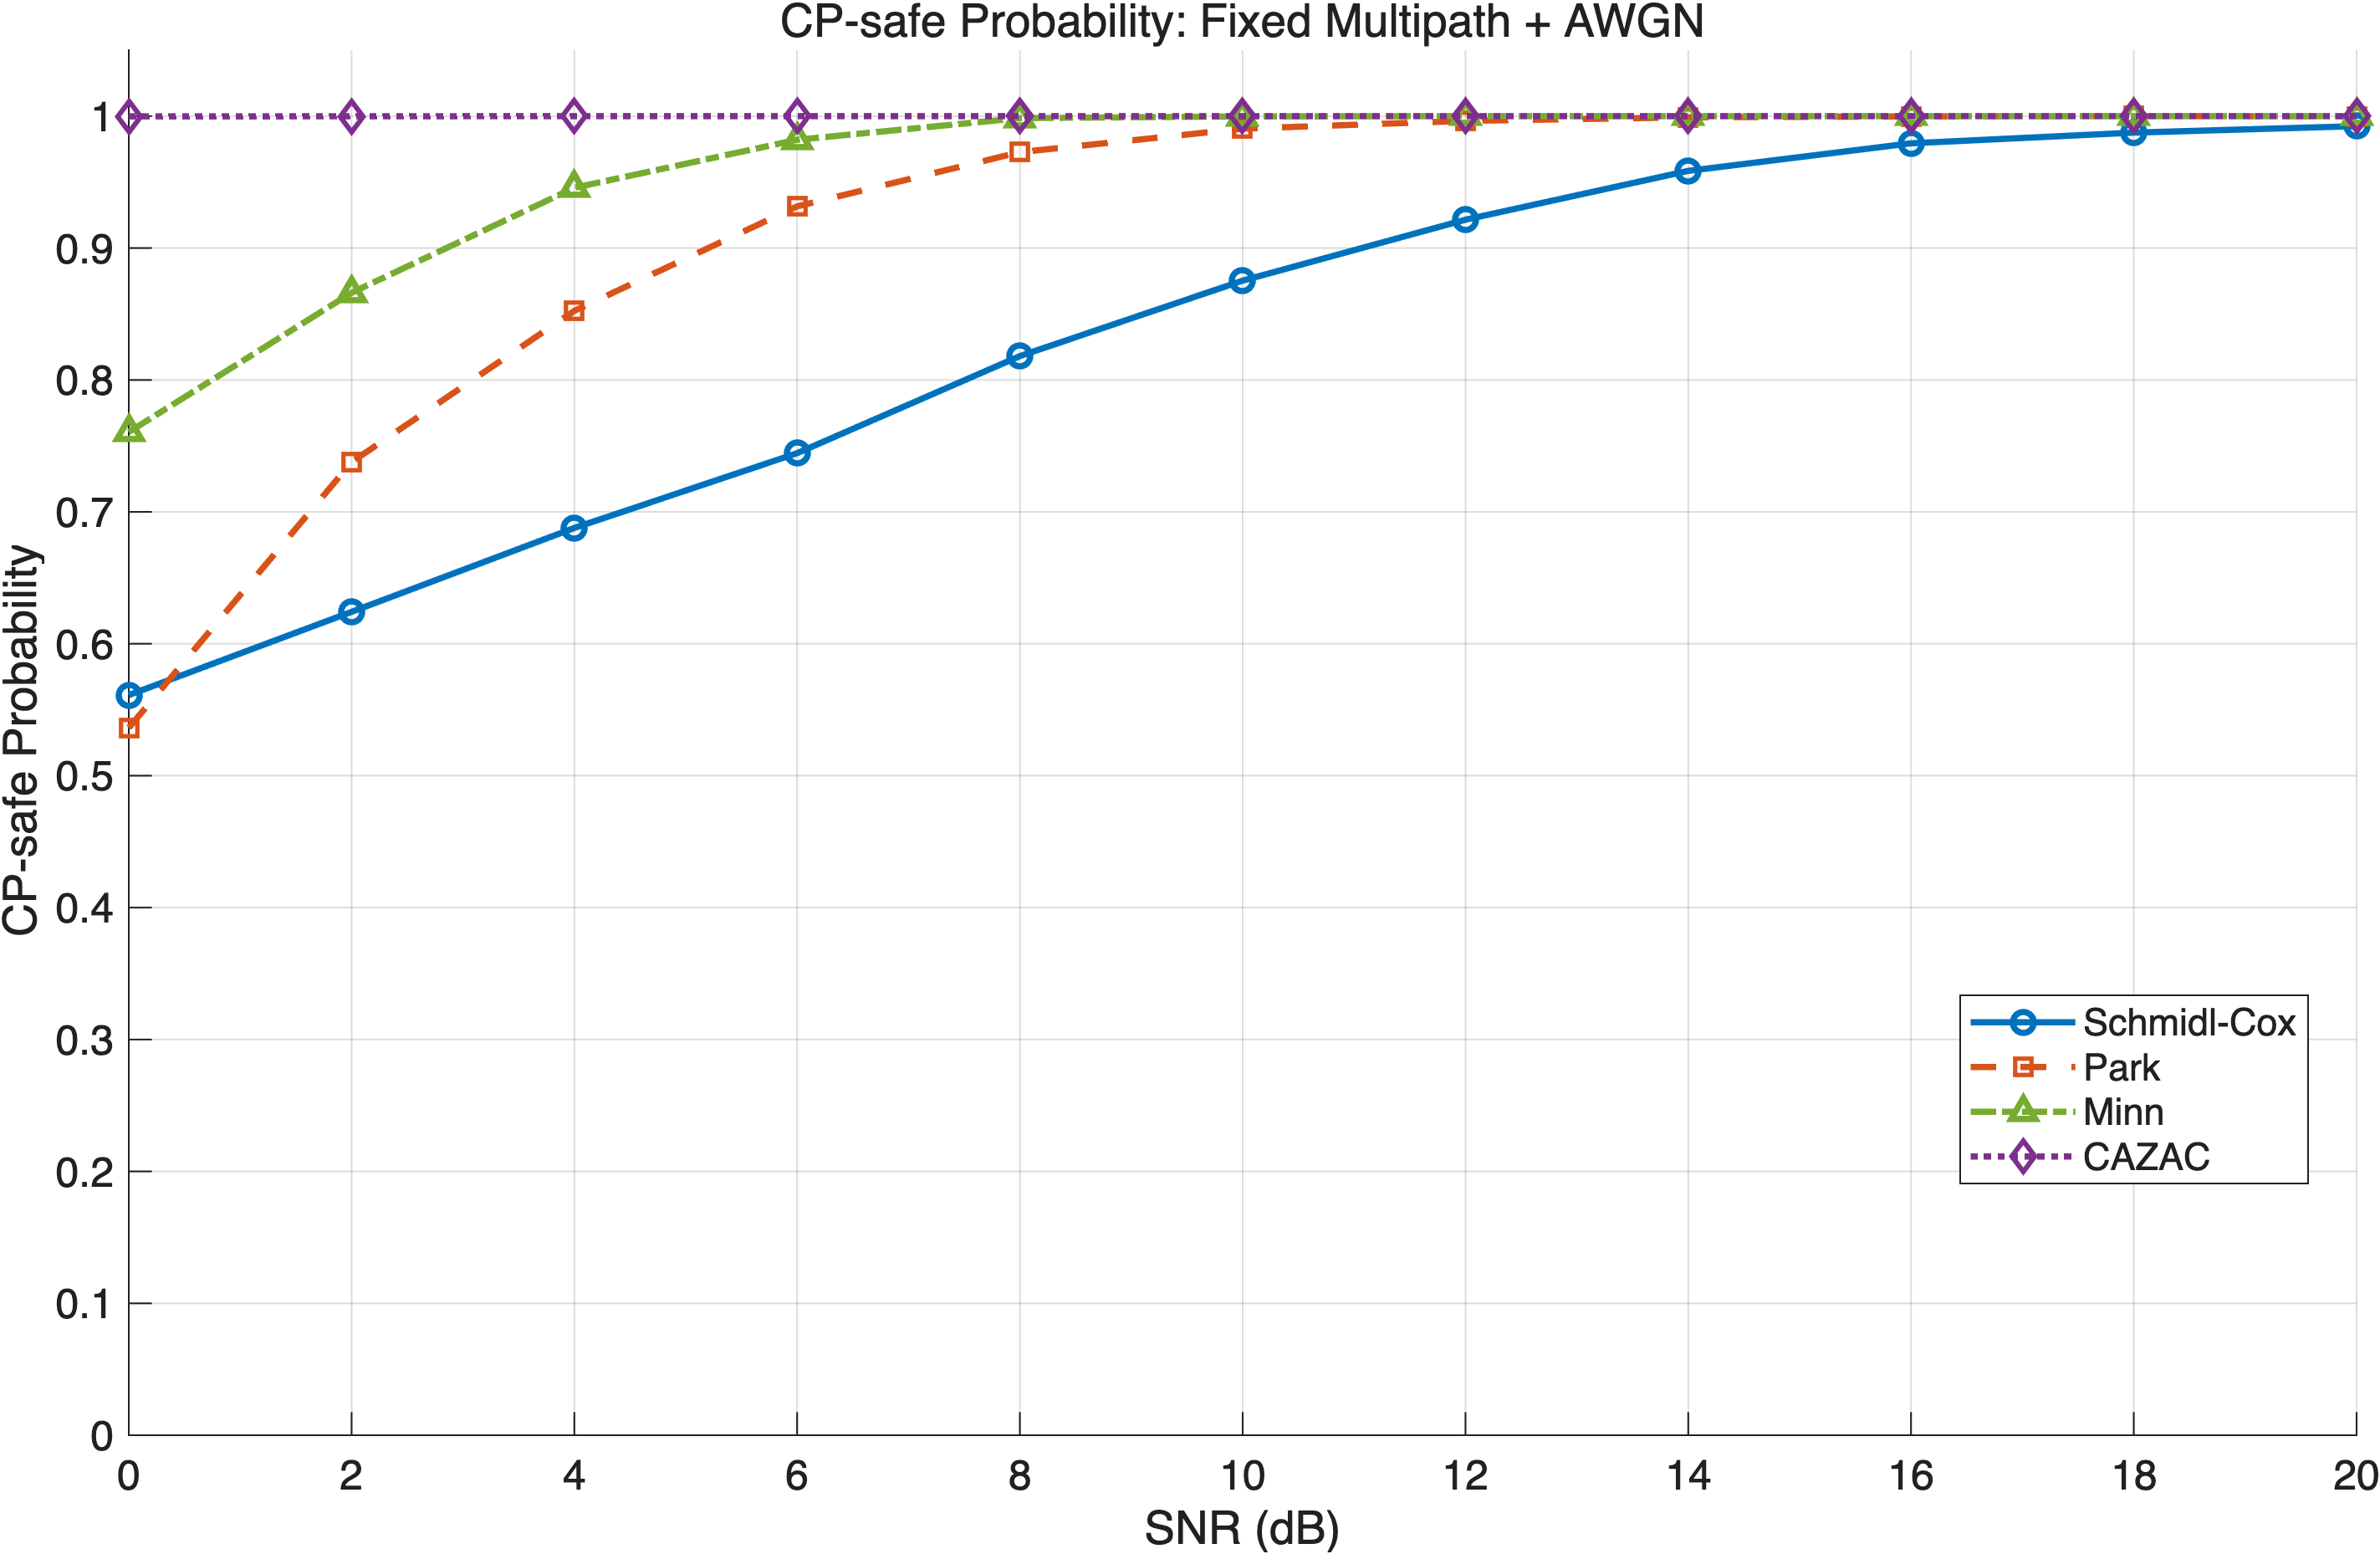 CP-safe Probability: Fixed Multipath + AWGN
1
0.9
0.8
0.7
0.6
0.5
0.4
0.3
0.2
0.1
0
CP-safe Probability
Schmidl-Cox
Park
Minn
CAZAC
0 2 4 6 8 10 12 14 16 18 20
SNR (dB)